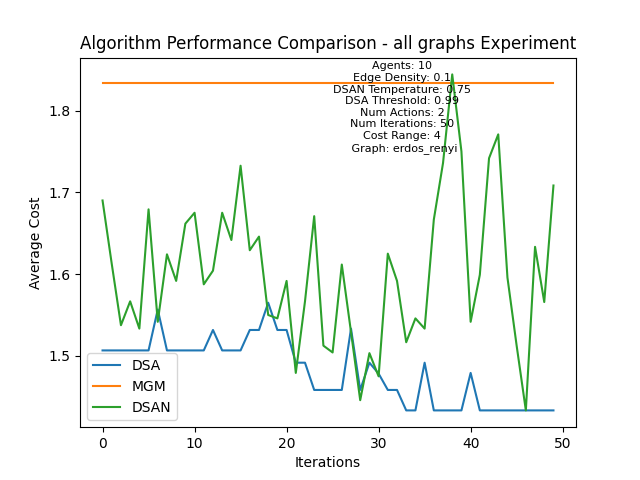 Algorithm Performance Comparison - all graphs Experiment
Agents: 10
Edge Density: 0.1
DSAN Temperature: 0.75
DSA Threshold: 0.99
Num Actions: 2
Num Iterations: 50
Cost Range: 4
Graph: erdos_renyi
1.8
1.7
1.6
1.5
Average Cost
DSA
MGM
DSAN
0 10 20 30 40 50
Iterations